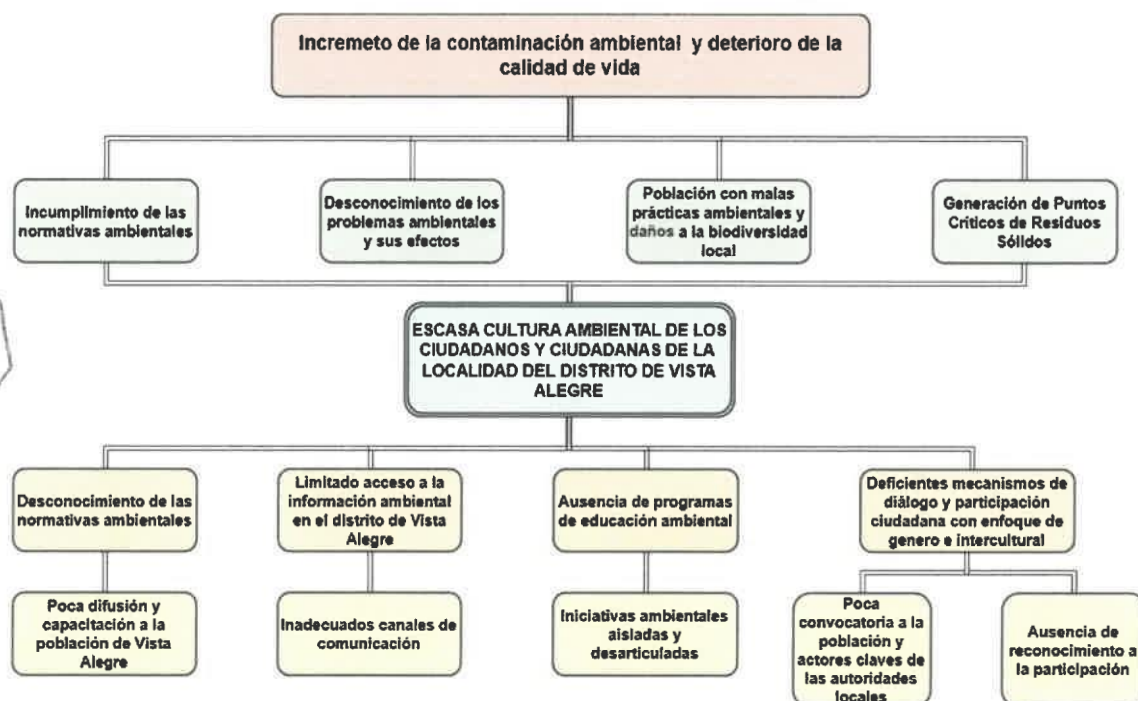 Incremeto de la contaminación ambiental y deterioro de la
calidad de vida
Incumplimiento de las
normativas ambientales
Desconocimiento de los
problemas ambientales
y sus efectos
Población con malas
prácticas ambientales y
daños a la biodiversidad
local
Generación de Puntos
Críticos de Residuos
Sólidos
ESCASA CULTURA AMBIENTAL DE LOS
CIUDADANOS Y CIUDADANAS DE LA
LOCALIDAD DEL DISTRITO DE VISTA
ALEGRE
Desconocimiento de las
normativas ambientales
Limitado acceso a la
información ambiental
en el distrito de Vista
Alegre
Ausencia de programas
de educación ambiental
Deficientes mecanismos de
diálogo y participación
ciudadana con enfoque de
genero e intercultural
Poca difusión y
capacitación a la
población de Vista
Alegre
Inadecuados canales de
comunicación
Iniciativas ambientales
aisladas y
desarticuladas
Poca
convocatoria a la
población y
actores claves de
las autoridades
locales
Ausencia de
reconocimiento a
la participación